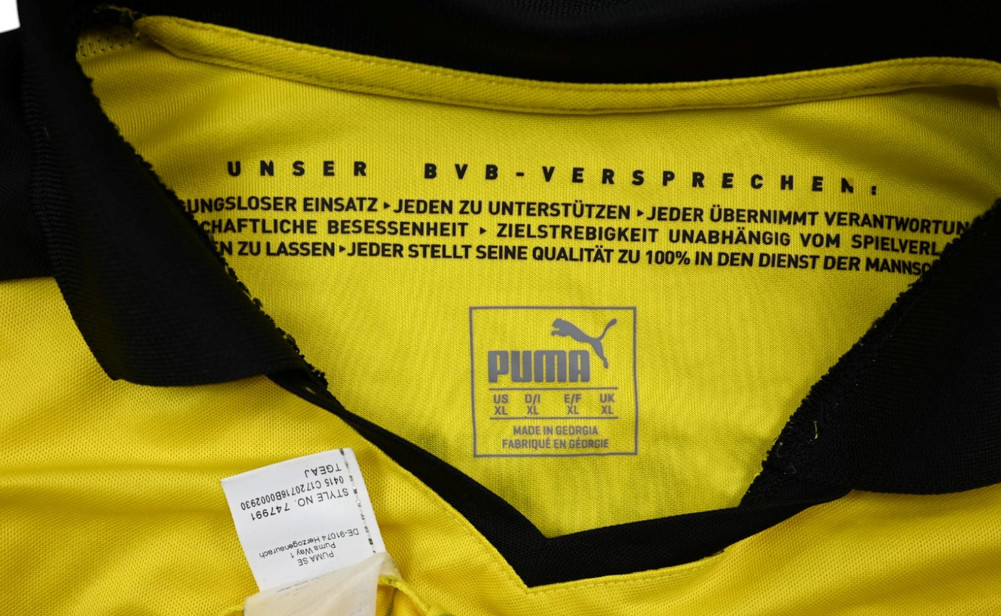 UNSER BVB-VERSPRECHEN:
UNGSLOSER EINSATZ ▸ JEDEN ZU UNTERSTÜTZEN ▸ JEDER ÜBERNIMMT VERANTWORTUN
CHAFTLICHE BESESSENHEIT ▸ ZIELSTREBIGKEIT UNABHÄNGIG VOM SPIELVERLA
EN ZU LASSEN ▸ JEDER STELLT SEINE QUALITÄT ZU 100% IN DEN DIENST DER MANNSC
PUMA
US D/I E/F UK
XL XL XL XL
MADE IN GEORGIA
FABRIQUÉ EN GÉORGIE
PUMA SE
Puma Way 1
DE-91074 Herzogenaurach
STYLE NO. 747991
0415 C1720716B0002930
TGEAJ